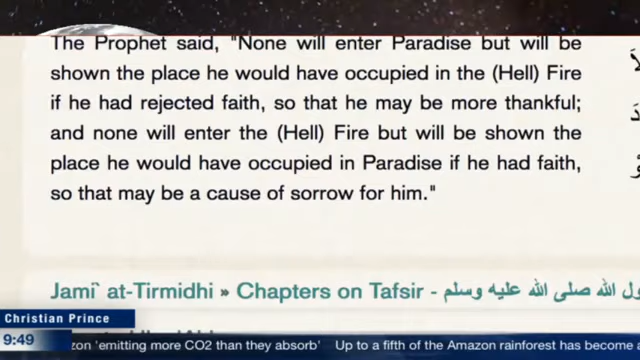 The Prophet said, "None will enter Paradise but will be
shown the place he would have occupied in the (Hell) Fire
if he had rejected faith, so that he may be more thankful;
and none will enter the (Hell) Fire but will be shown the
place he would have occupied in Paradise if he had faith,
so that may be a cause of sorrow for him."
Jami` at-Tirmidhi » Chapters on Tafsir - ول الله صلى الله عليه وسلم
Christian Prince
9:49 zon 'emitting more CO2 than they absorb' Up to a fifth of the Amazon rainforest has become a